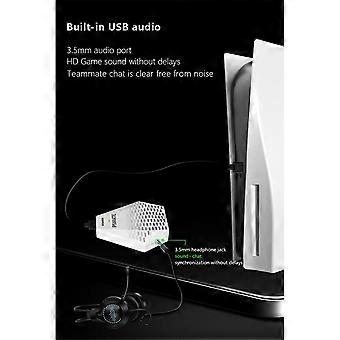 Built-in USB audio
3.5mm audio port
HD Game sound without delays
Teammate chat is clear free from noise
3.5mm headphone jack
sound - chat
synchronization without delays